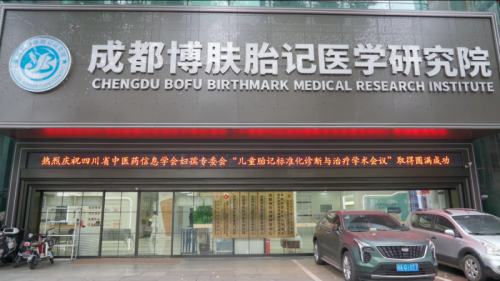 成都博肤胎记医学研究院
CHENGDU BOFU BIRTHMARK MEDICAL RESEARCH INSTITUTE
热烈庆祝四川省中医药信息学会妇孺专委会“儿童胎记标准化诊断与治疗学术会议”取得圆满成功